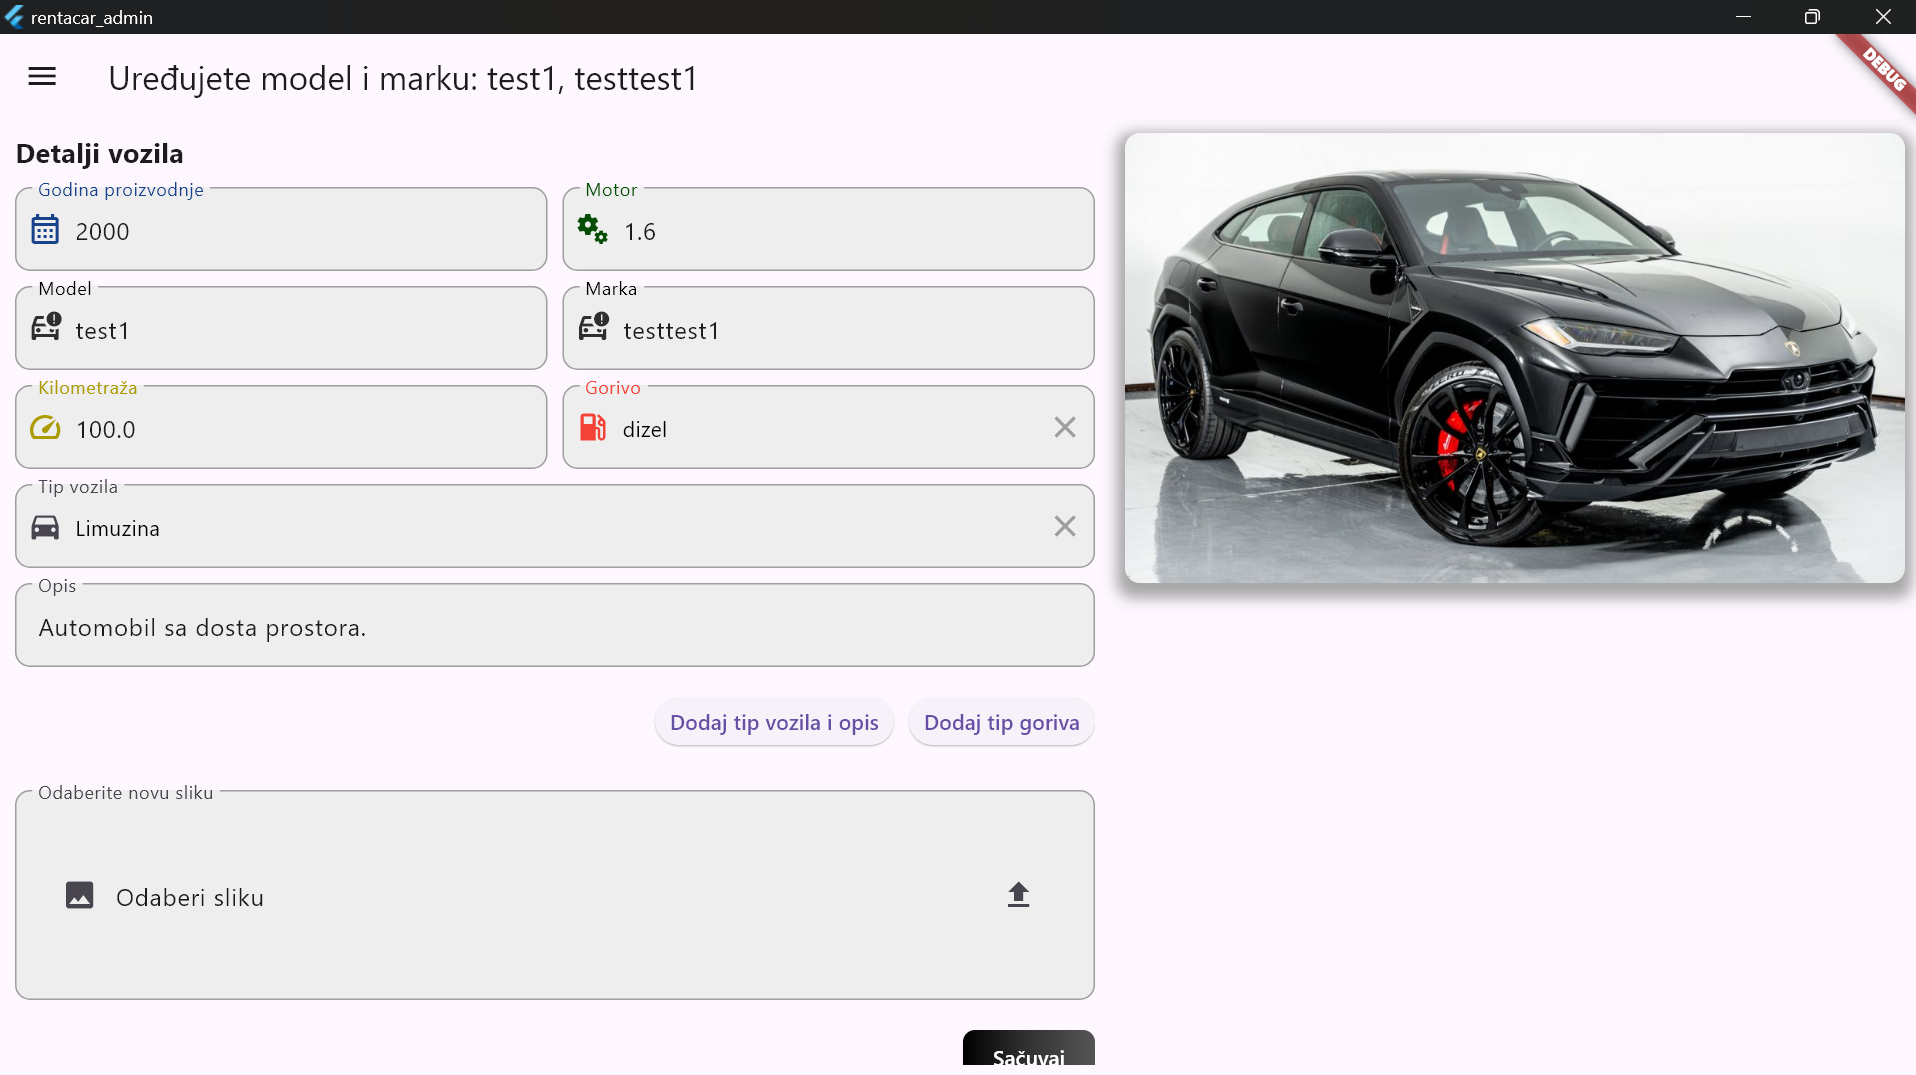 rentacar_admin
DEBUG
Uređujete model i marku: test1, testtest1
Detalji vozila
Godina proizvodnje
2000
Motor
1.6
Model
test1
Marka
testtest1
Kilometraža
100.0
Gorivo
dizel
Tip vozila
Limuzina
Opis
Automobil sa dosta prostora.
Dodaj tip vozila i opis
Dodaj tip goriva
Odaberite novu sliku
Odaberi sliku
Sačuvaj